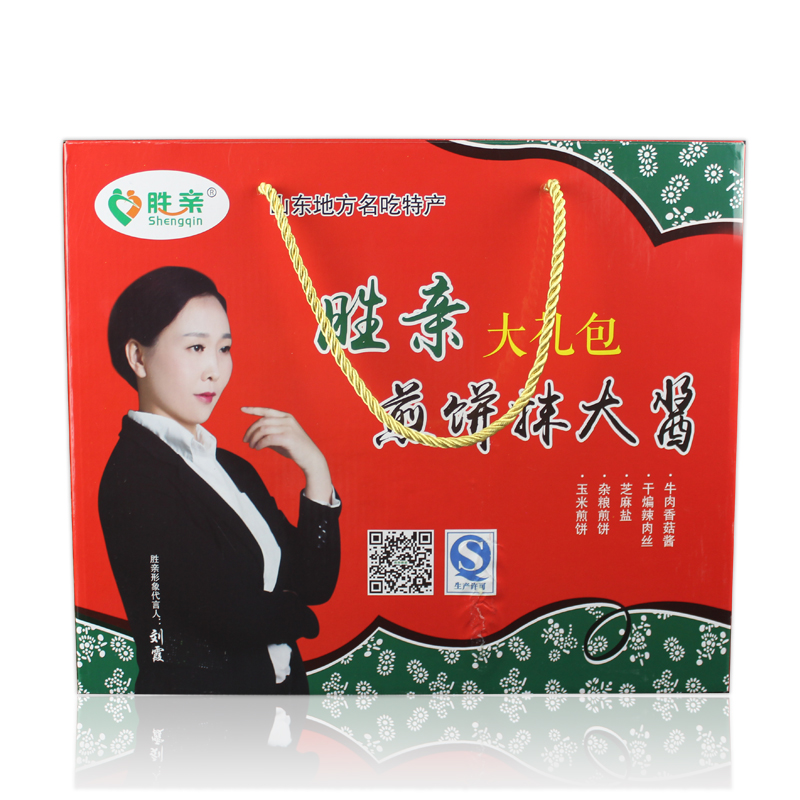 胜亲®
Shengqin
山东地方名吃特产
胜亲 大礼包
煎饼抹大酱
·牛肉香菇酱
·干煸辣肉丝
·芝麻盐
·杂粮煎饼
·玉米煎饼
胜亲形象代言人：刘霞
生产许可